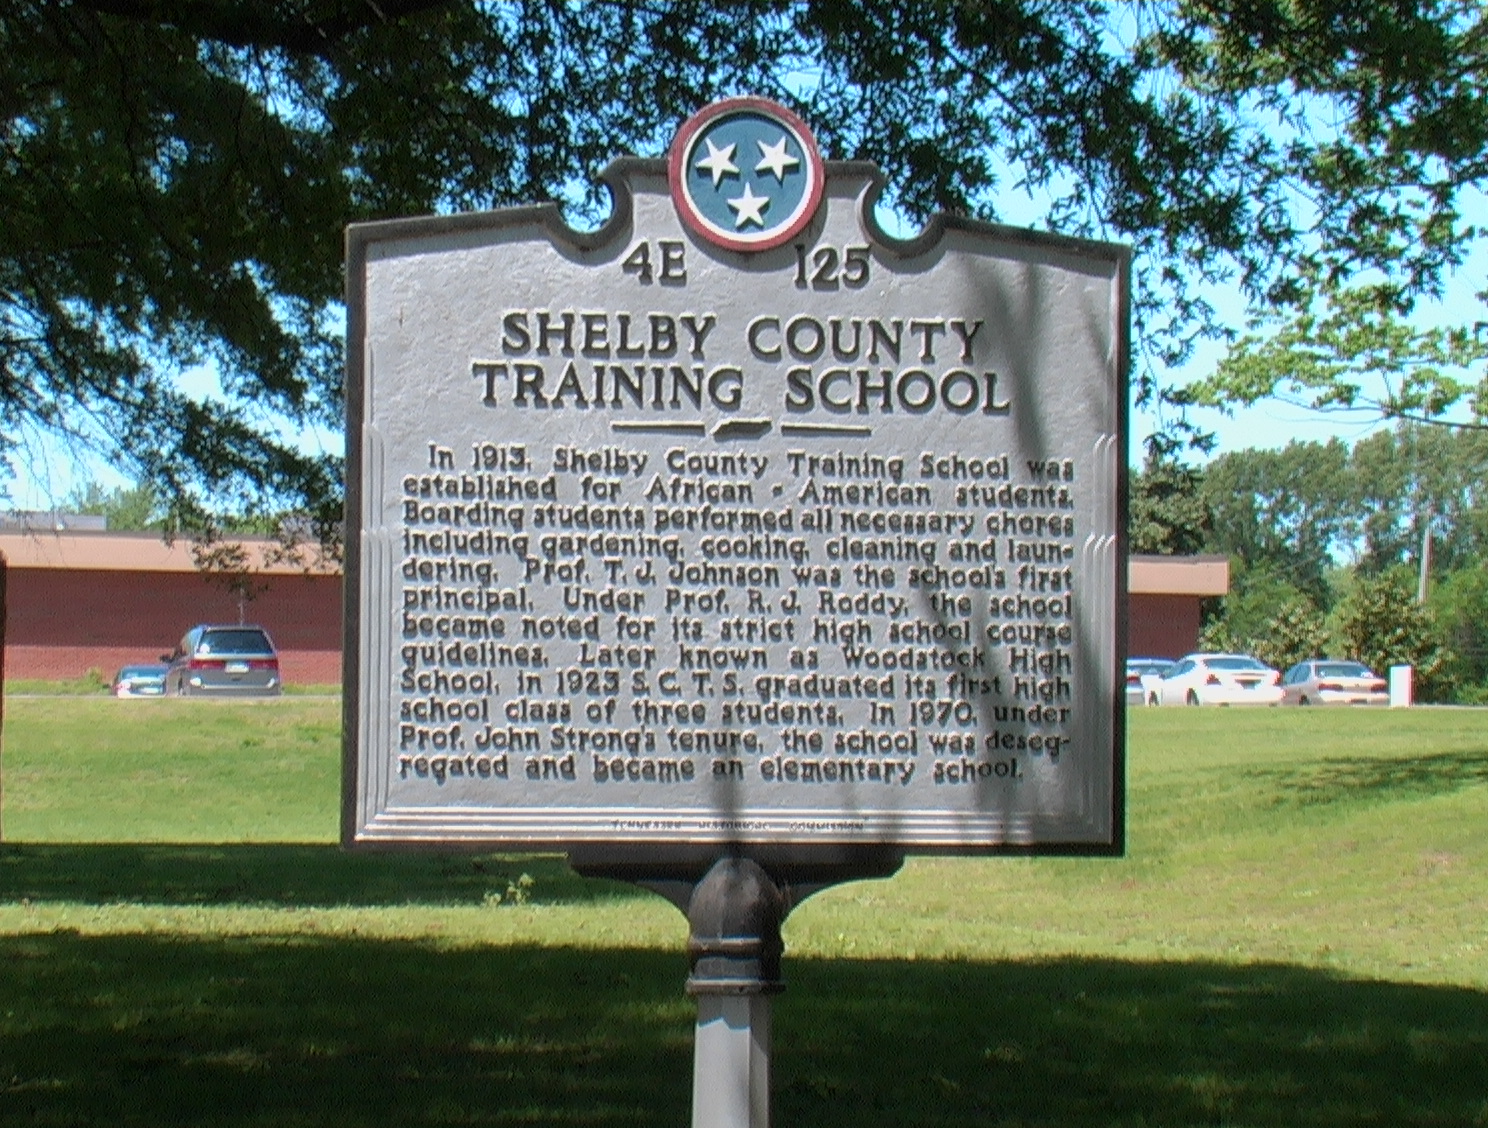 4E 125
SHELBY COUNTY
TRAINING SCHOOL
In 1913, Shelby County Training School was
established for African - American students.
Boarding students performed all necessary chores
including gardening, cooking, cleaning and laun-
dering. Prof. T. J. Johnson was the school's first
principal. Under Prof. R. J. Roddy, the school
became noted for its strict high school course
guidelines. Later known as Woodstock High
School, in 1923 S. C. T. S. graduated its first high
school class of three students. In 1970, under
Prof. John Strong's tenure, the school was deseg-
regated and became an elementary school.
TENNESSEE HISTORICAL COMMISSION